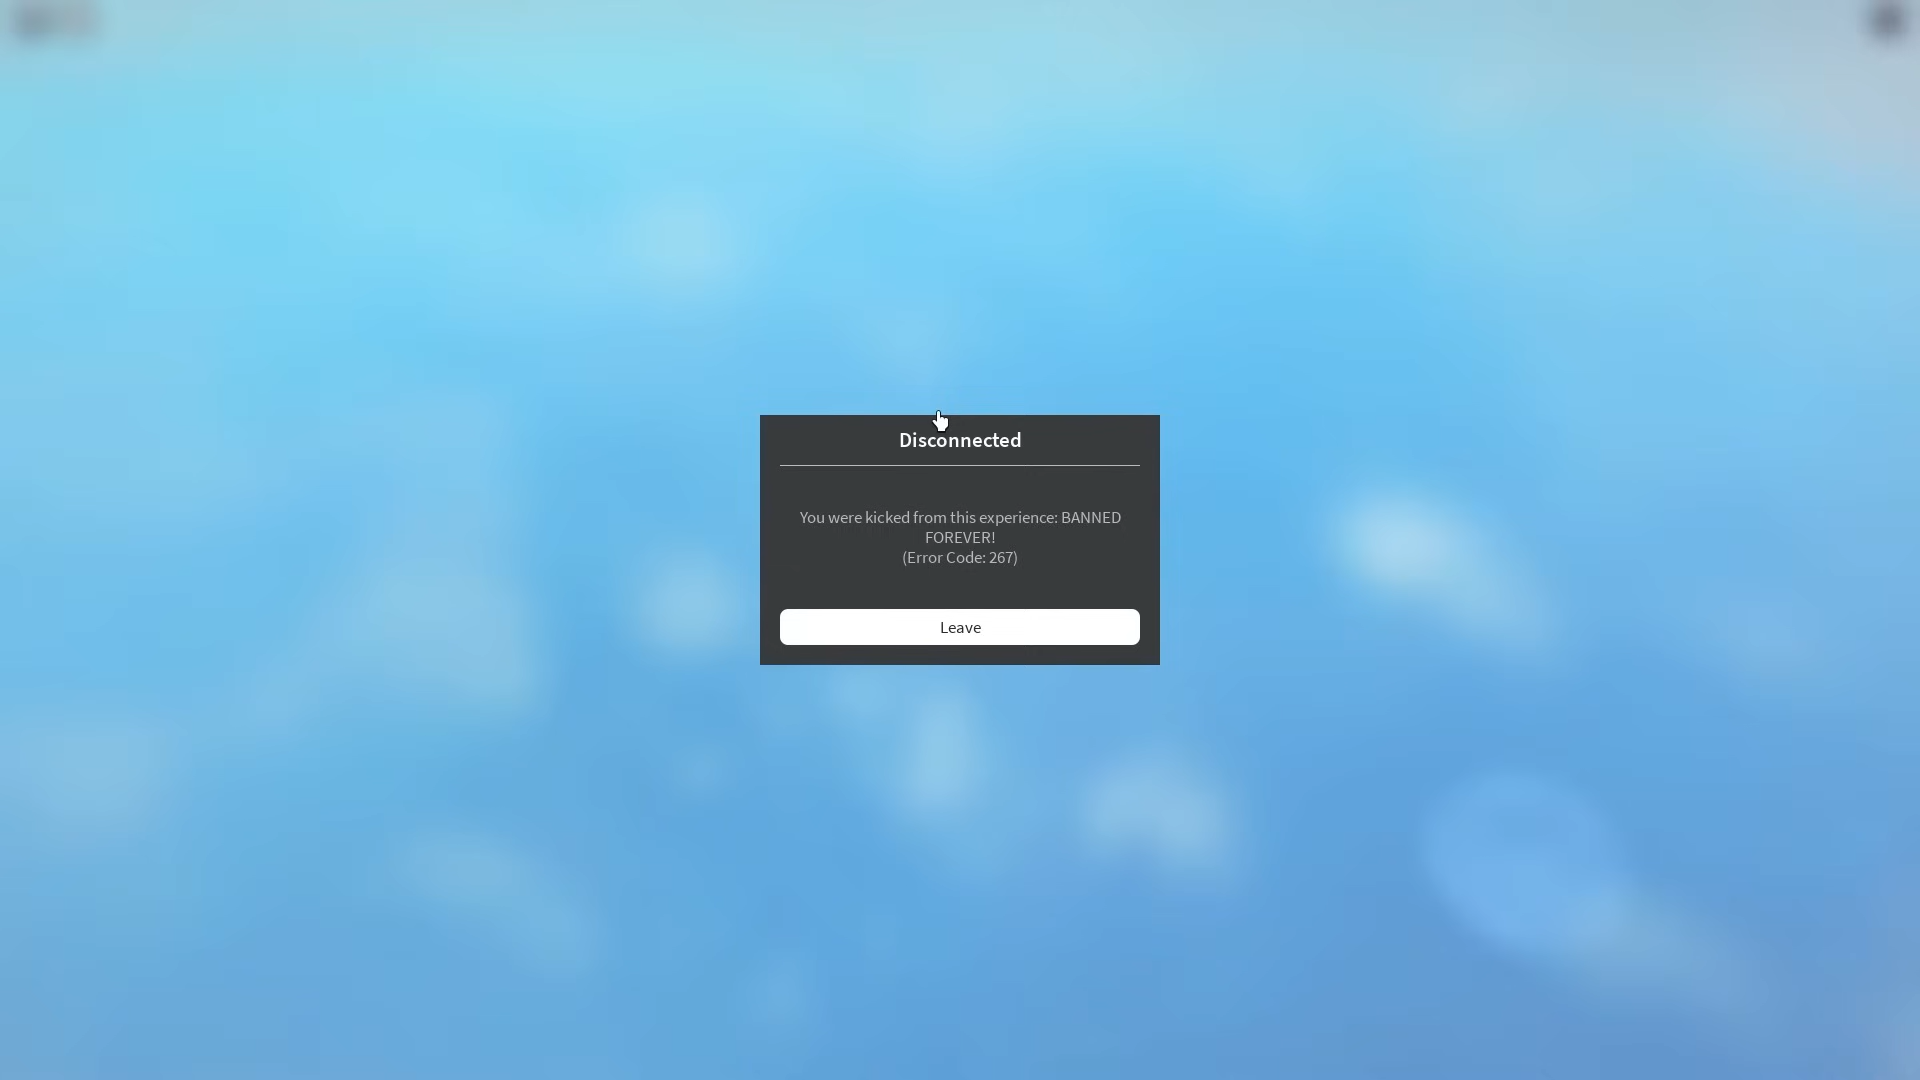 Disconnected
You were kicked from this experience: BANNED
FOREVER!
(Error Code: 267)
Leave